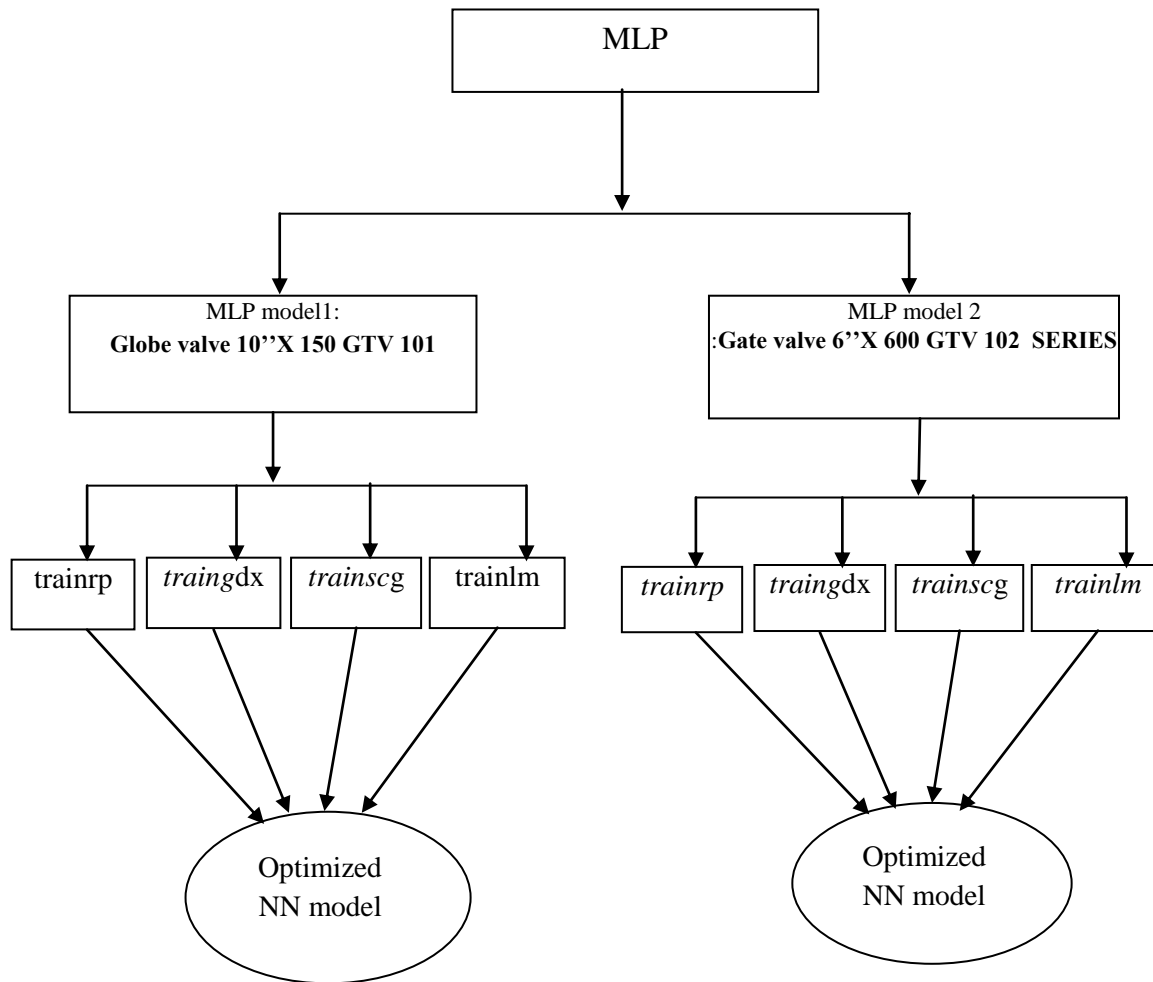 MLP
MLP model1:
Globe valve 10’’X 150 GTV 101
MLP model 2
:Gate valve 6’’X 600 GTV 102 SERIES
trainrp
traingdx
trainscg
trainlm
trainrp
traingdx
trainscg
trainlm
Optimized
NN model
Optimized
NN model